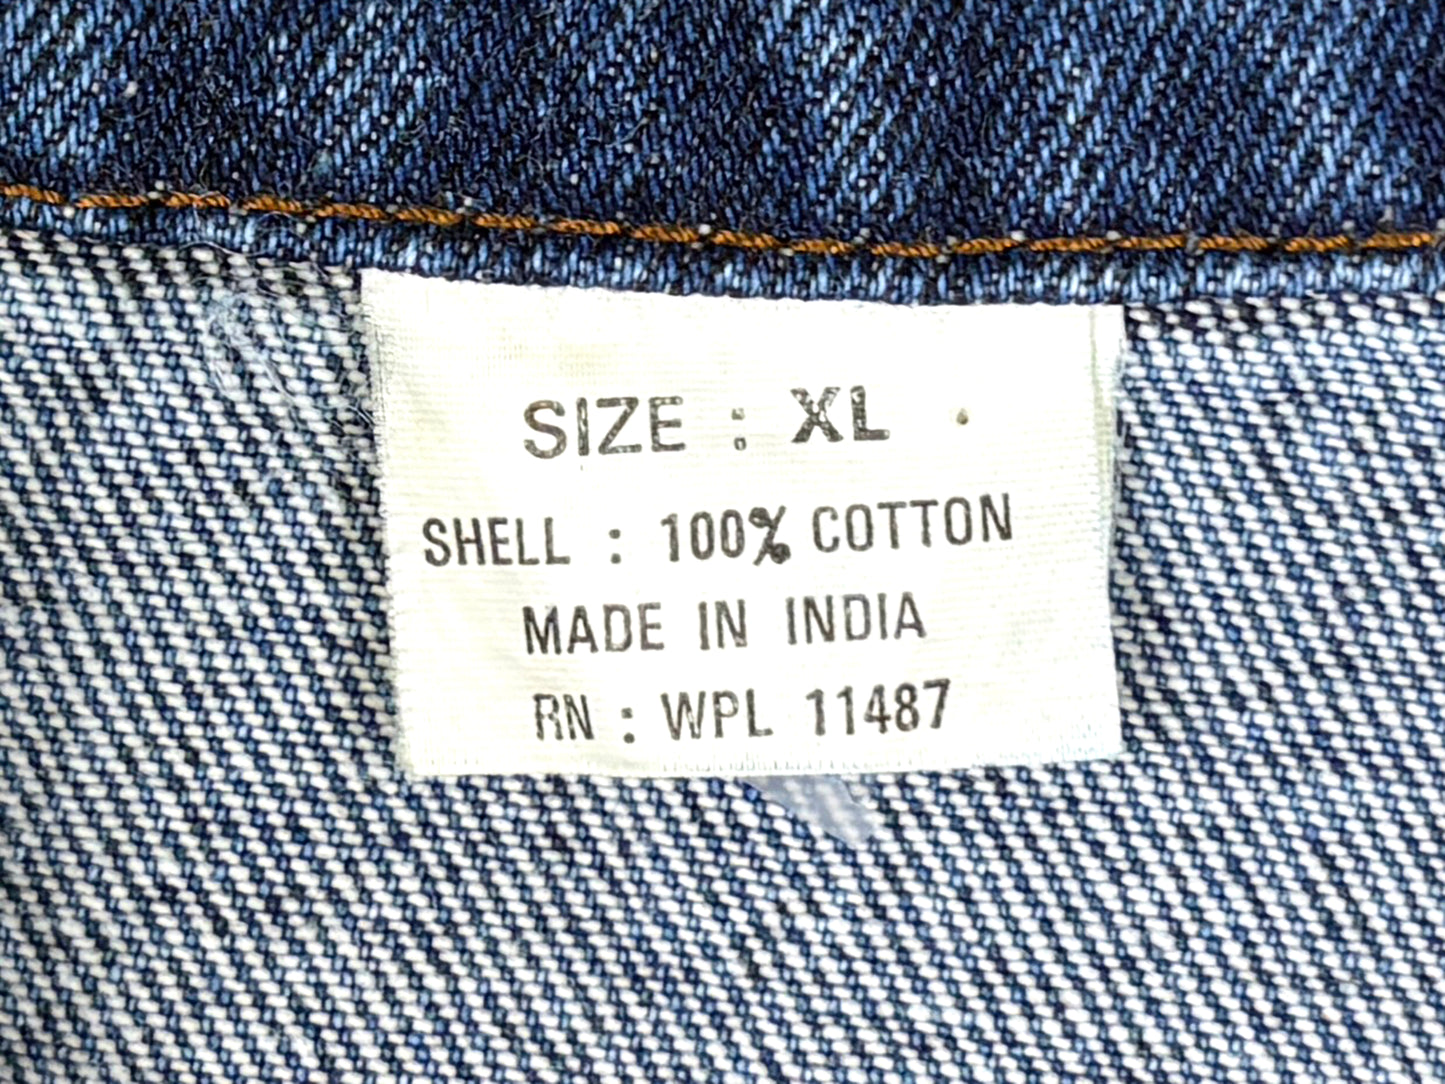 SIZE : XL
SHELL : 100% COTTON
MADE IN INDIA
RN : WPL 11487